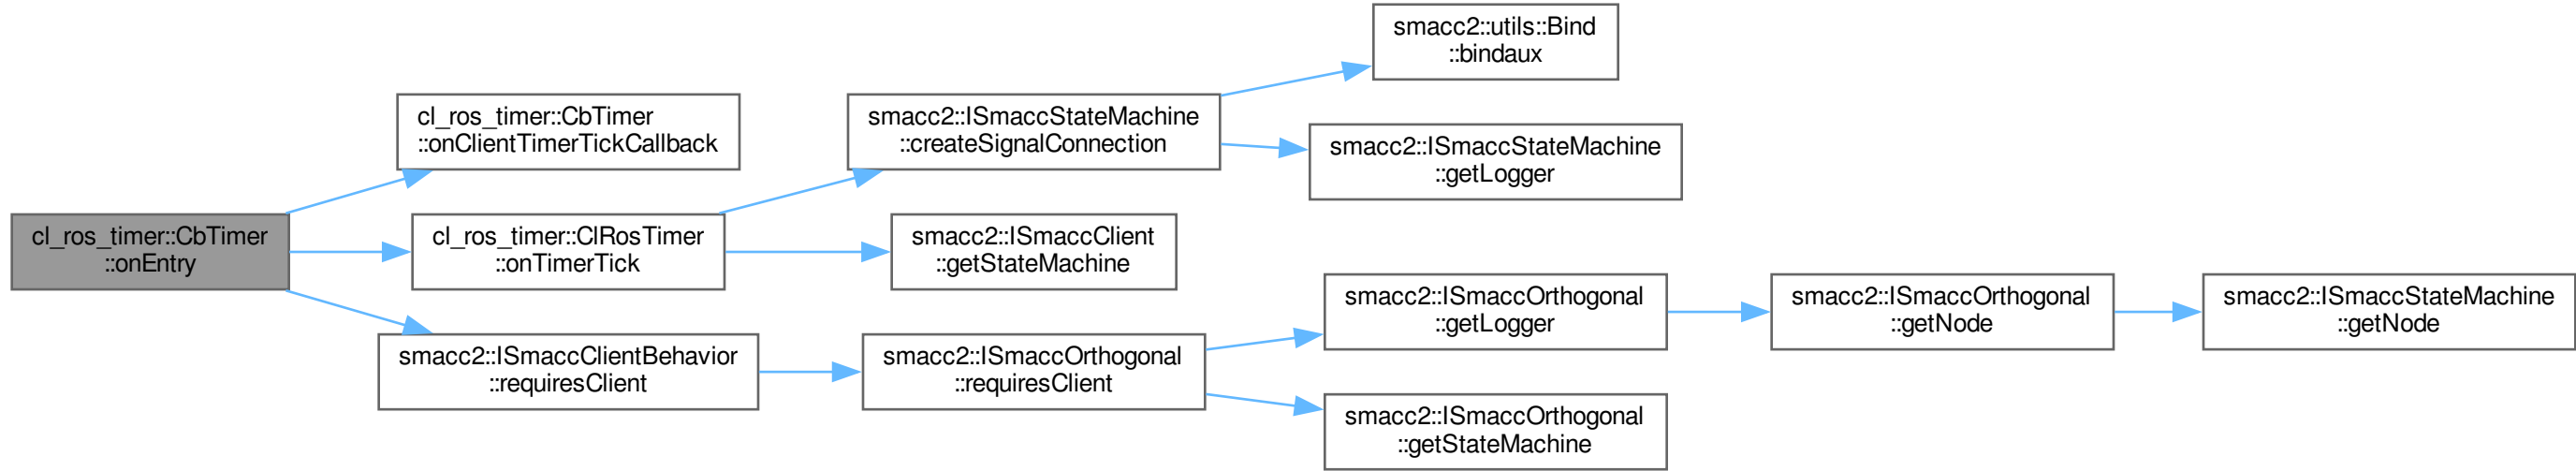 cl_ros_timer::CbTimer
::onEntry
cl_ros_timer::CbTimer
::onClientTimerTickCallback
cl_ros_timer::ClRosTimer
::onTimerTick
smacc2::ISmaccStateMachine
::createSignalConnection
smacc2::utils::Bind
::bindaux
smacc2::ISmaccStateMachine
::getLogger
smacc2::ISmaccClient
::getStateMachine
smacc2::ISmaccClientBehavior
::requiresClient
smacc2::ISmaccOrthogonal
::requiresClient
smacc2::ISmaccOrthogonal
::getLogger
smacc2::ISmaccOrthogonal
::getNode
smacc2::ISmaccStateMachine
::getNode
smacc2::ISmaccOrthogonal
::getStateMachine